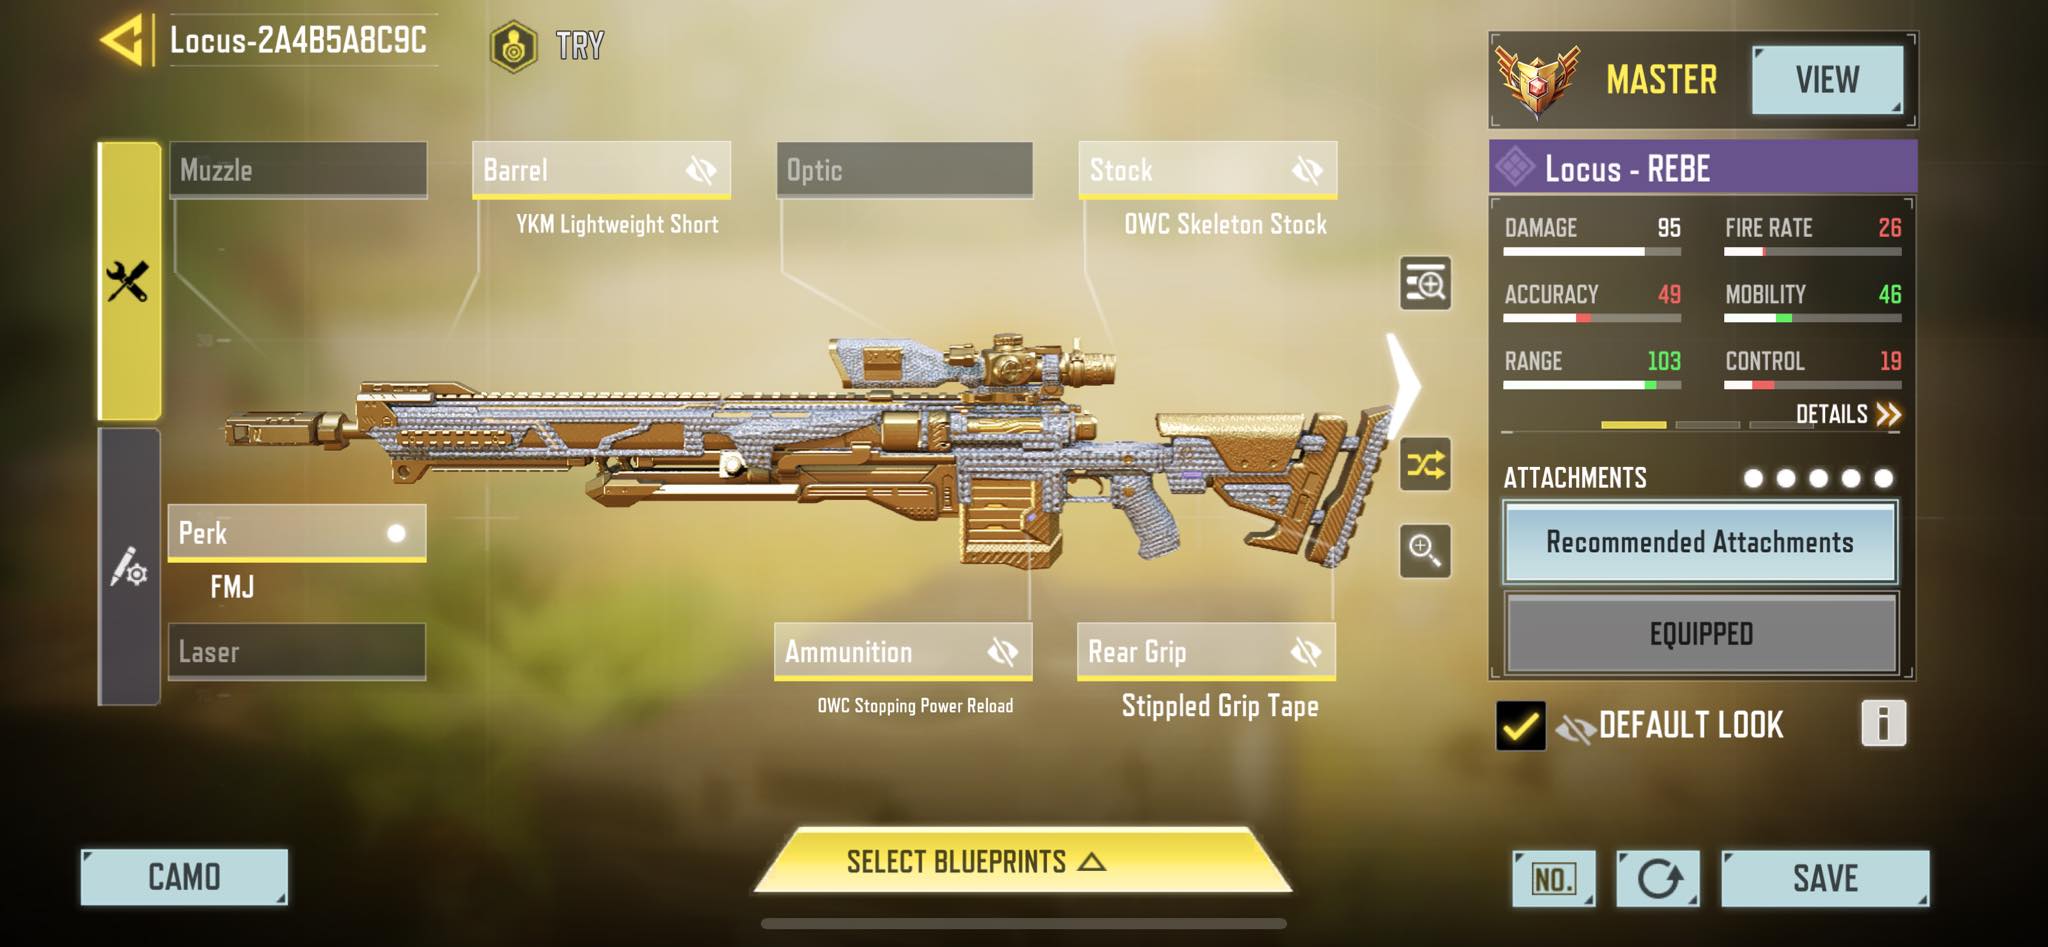 Locus-2A4B5A8C9C
TRY
MASTER
VIEW
Muzzle
Barrel
YKM Lightweight Short
Optic
Stock
OWC Skeleton Stock
Locus - REBE
DAMAGE 95
FIRE RATE 26
ACCURACY 49
MOBILITY 46
RANGE 103
CONTROL 19
DETAILS
ATTACHMENTS
Recommended Attachments
EQUIPPED
Perk
FMJ
Laser
Ammunition
OWC Stopping Power Reload
Rear Grip
Stippled Grip Tape
DEFAULT LOOK
i
CAMO
SELECT BLUEPRINTS
NO.
SAVE